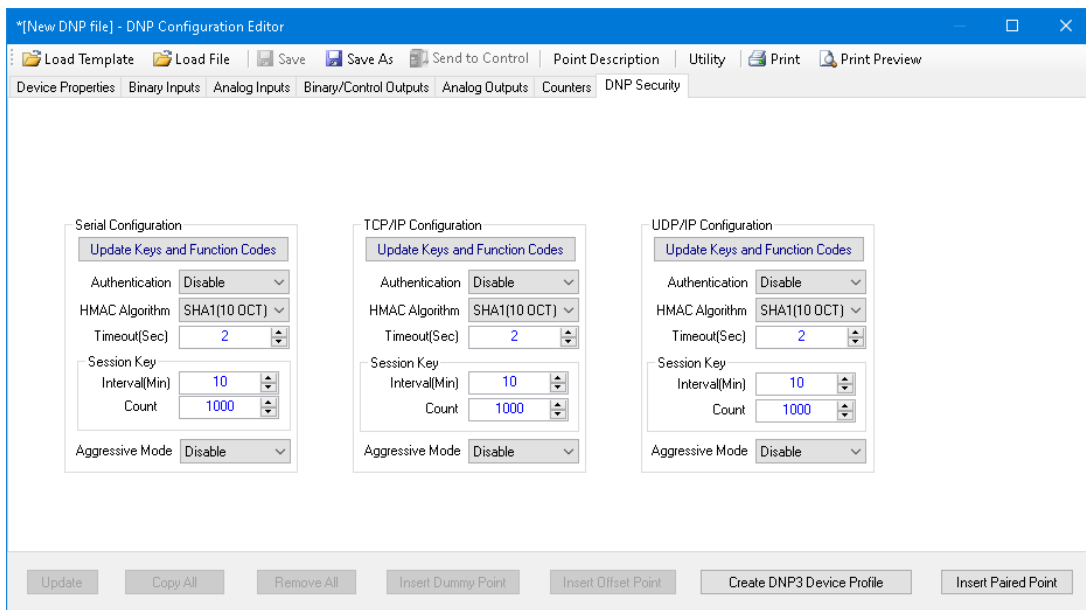 *[New DNP file] - DNP Configuration Editor
Load Template Load File Save Save As Send to Control Point Description Utility Print Print Preview
Device Properties Binary Inputs Analog Inputs Binary/Control Outputs Analog Outputs Counters DNP Security
Serial Configuration TCP/IP Configuration UDP/IP Configuration
Update Keys and Function Codes Update Keys and Function Codes Update Keys and Function Codes
Authentication Disable Authentication Disable Authentication Disable
HMAC Algorithm SHA1(10 OCT) HMAC Algorithm SHA1(10 OCT) HMAC Algorithm SHA1(10 OCT)
Timeout(Sec) 2 Timeout(Sec) 2 Timeout(Sec) 2
Session Key Session Key Session Key
Interval(Min) 10 Interval(Min) 10 Interval(Min) 10
Count 1000 Count 1000 Count 1000
Aggressive Mode Disable Aggressive Mode Disable Aggressive Mode Disable
Update Copy All Remove All Insert Dummy Point Insert Offset Point Create DNP3 Device Profile Insert Paired Point